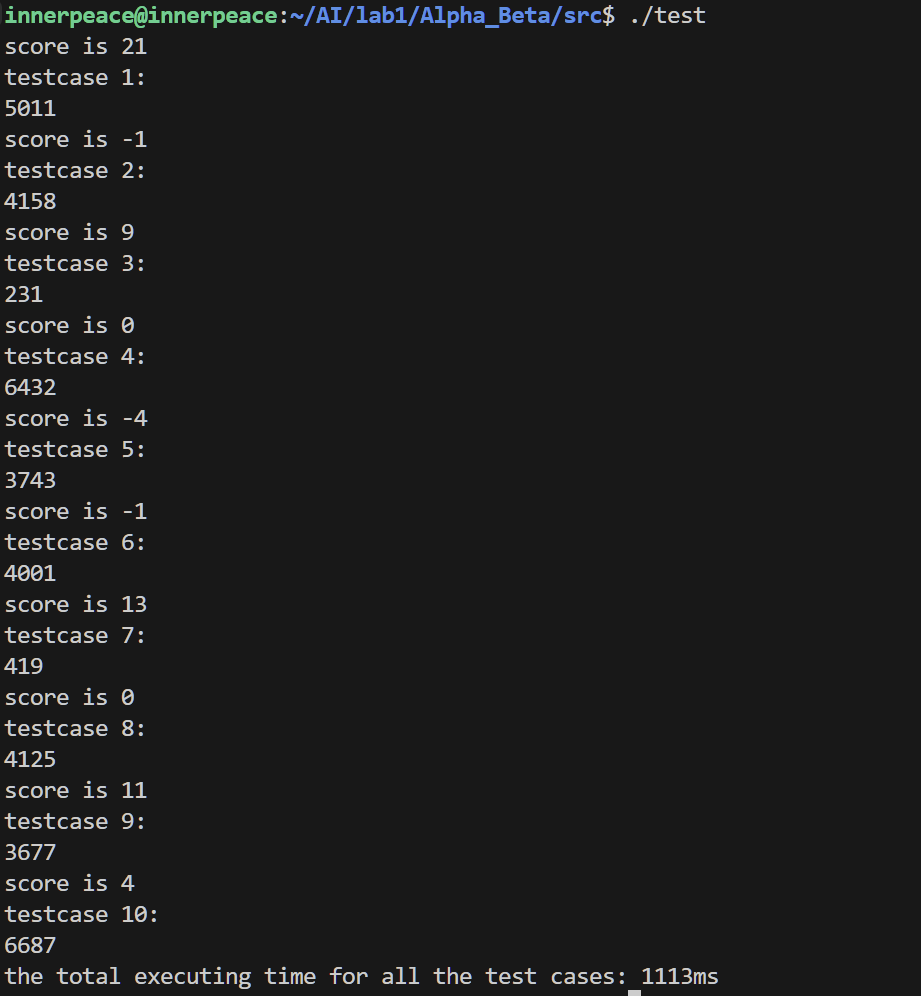 innerpeace@innerpeace:~/AI/lab1/Alpha_Beta/src$ ./test
score is 21
testcase 1:
5011
score is -1
testcase 2:
4158
score is 9
testcase 3:
231
score is 0
testcase 4:
6432
score is -4
testcase 5:
3743
score is -1
testcase 6:
4001
score is 13
testcase 7:
419
score is 0
testcase 8:
4125
score is 11
testcase 9:
3677
score is 4
testcase 10:
6687
the total executing time for all the test cases: 1113ms